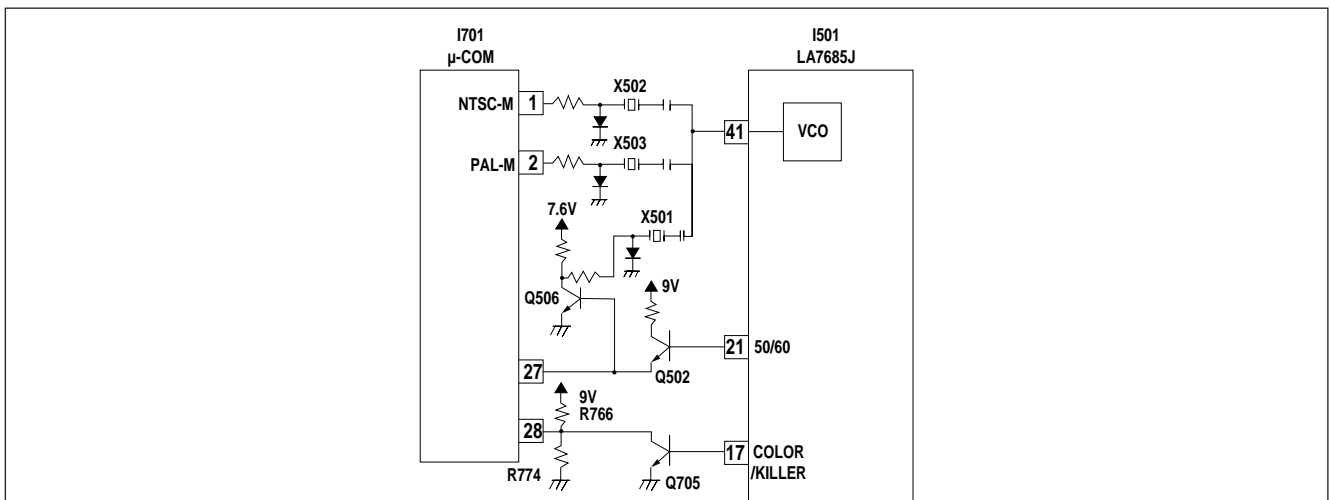 I701
µ-COM
I501
LA7685J
X502
NTSC-M
1
41
VCO
X503
PAL-M
2
7.6V
X501
Q506
9V
21
50/60
27
Q502
9V
R766
28
17
COLOR
/KILLER
R774
Q705